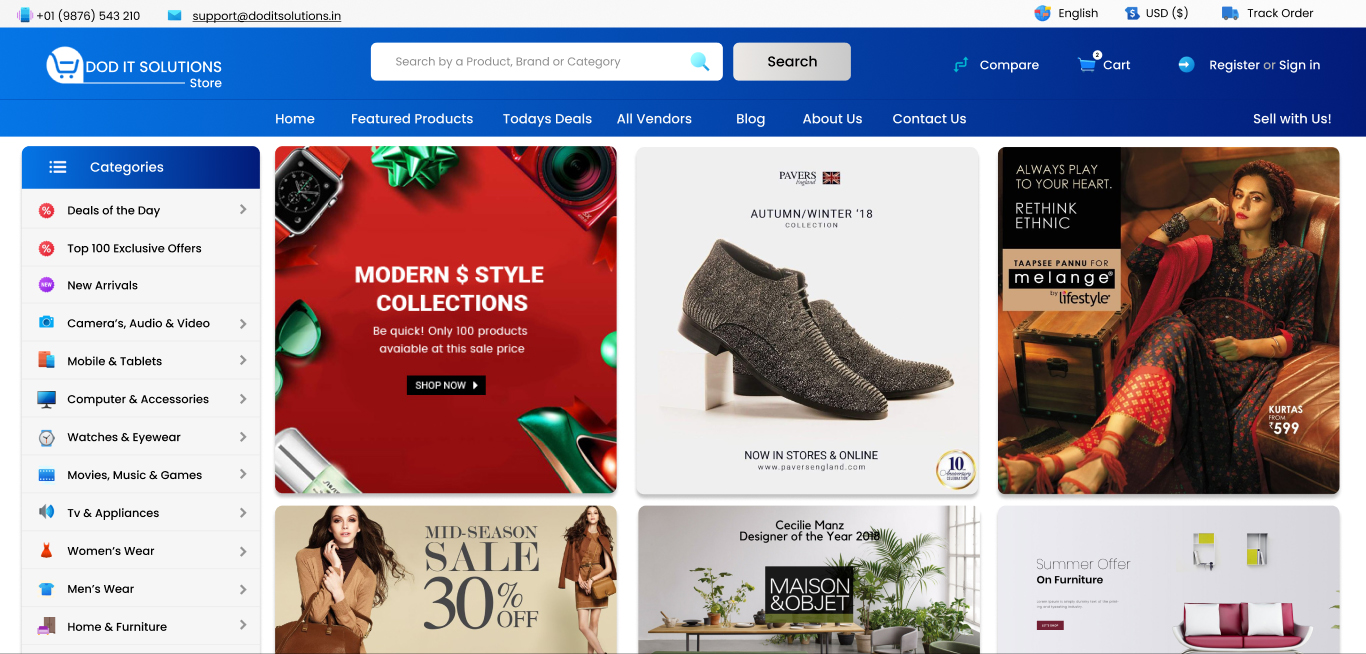 +01 (9876) 543 210
support@doditsolutions.in
English
USD ($)
Track Order
DOD IT SOLUTIONS
Store
Search by a Product, Brand or Category
Search
Compare
2
Cart
Register or Sign in
Home
Featured Products
Todays Deals
All Vendors
Blog
About Us
Contact Us
Sell with Us!
Categories
Deals of the Day
Top 100 Exclusive Offers
NEW
New Arrivals
Camera's, Audio & Video
Mobile & Tablets
Computer & Accessories
Watches & Eyewear
Movies, Music & Games
Tv & Appliances
Women's Wear
Men's Wear
Home & Furniture
MODERN $ STYLE
COLLECTIONS
Be quick! Only 100 products
avaiable at this sale price
SHOP NOW
PAVERS
England
AUTUMN/WINTER '18
COLLECTION
NOW IN STORES & ONLINE
www.paversengland.com
10
Anniversary
CELEBRATION
ALWAYS PLAY
TO YOUR HEART.
RETHINK
ETHNIC
TAAPSEE PANNU FOR
melange®
by lifestyle
KURTAS
FROM
₹599
MID-SEASON
SALE
30%
OFF
Cecilie Manz
Designer of the Year 2018
MAISON
&OBJET
Summer Offer
On Furniture
LET'S SHOP